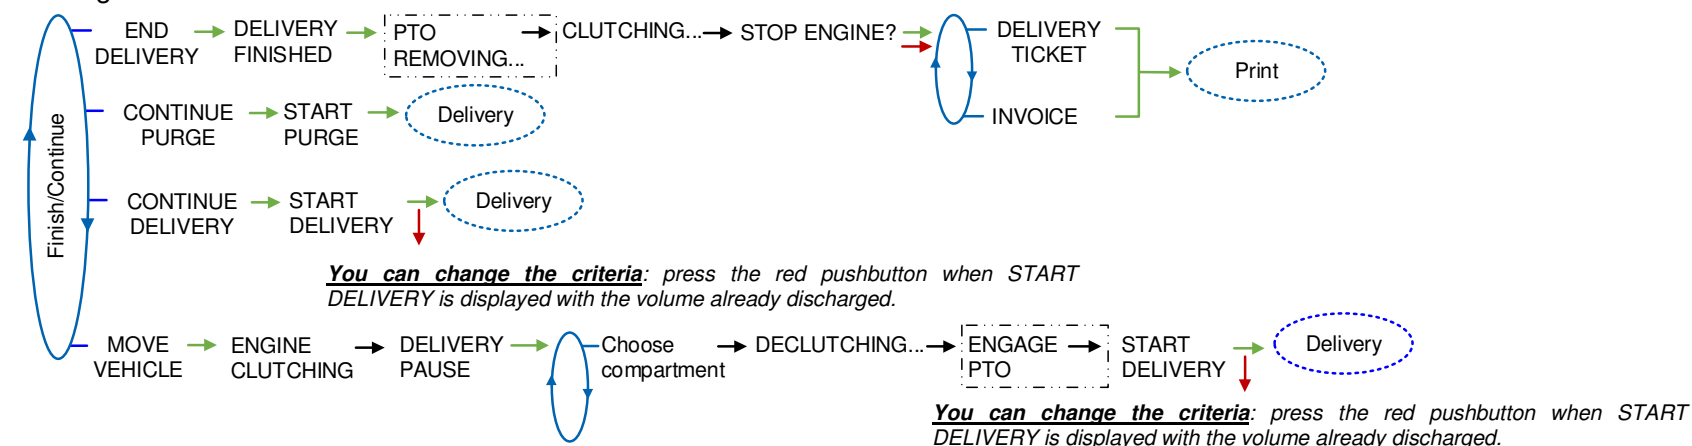 END DELIVERY
DELIVERY FINISHED
PTO REMOVING...
CLUTCHING...
STOP ENGINE?
DELIVERY TICKET
INVOICE
Print
Finish/Continue
CONTINUE PURGE
START PURGE
Delivery
CONTINUE DELIVERY
START DELIVERY
Delivery
You can change the criteria: press the red pushbutton when START
DELIVERY is displayed with the volume already discharged.
MOVE VEHICLE
ENGINE CLUTCHING
DELIVERY PAUSE
Choose compartment
DECLUTCHING...
ENGAGE PTO
START DELIVERY
Delivery
You can change the criteria: press the red pushbutton when START
DELIVERY is displayed with the volume already discharged.